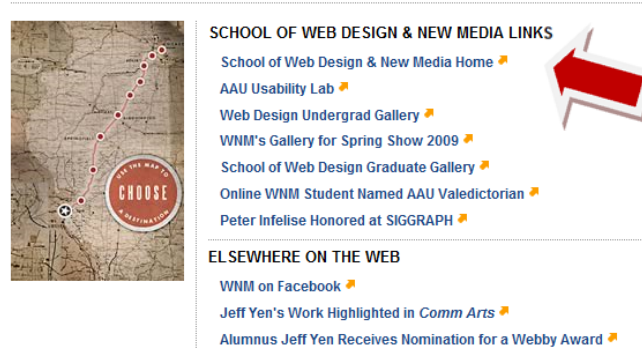 SCHOOL OF WEB DESIGN & NEW MEDIA LINKS
School of Web Design & New Media Home
AAU Usability Lab
Web Design Undergrad Gallery
WNM's Gallery for Spring Show 2009
School of Web Design Graduate Gallery
Online WNM Student Named AAU Valedictorian
Peter Infelise Honored at SIGGRAPH
USE THE MAP TO
CHOOSE
A DESTINATION
ELSEWHERE ON THE WEB
WNM on Facebook
Jeff Yen's Work Highlighted in Comm Arts
Alumnus Jeff Yen Receives Nomination for a Webby Award